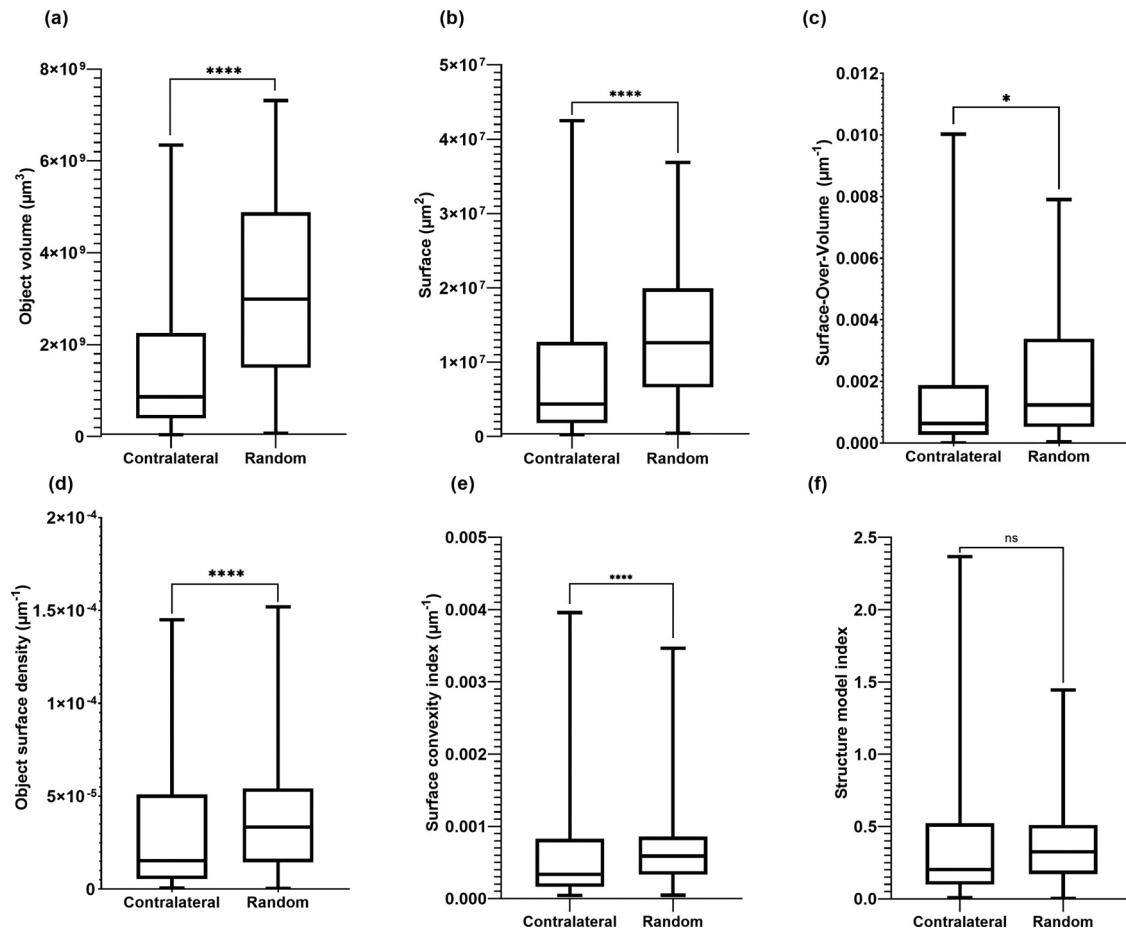 (a)
Object volume (µm³)
8×10⁹
6×10⁹
4×10⁹
2×10⁹
0
****
Contralateral
Random
(b)
Surface (µm²)
5×10⁷
4×10⁷
3×10⁷
2×10⁷
1×10⁷
0
****
Contralateral
Random
(c)
Surface-Over-Volume (µm⁻¹)
0.012
0.010
0.008
0.006
0.004
0.002
0.000
*
Contralateral
Random
(d)
Object surface density (µm⁻¹)
2×10⁻⁴
1.5×10⁻⁴
1×10⁻⁴
5×10⁻⁵
0
****
Contralateral
Random
(e)
Surface convexity index (µm⁻¹)
0.005
0.004
0.003
0.002
0.001
0.000
****
Contralateral
Random
(f)
Structure model index
2.5
2.0
1.5
1.0
0.5
0.0
ns
Contralateral
Random